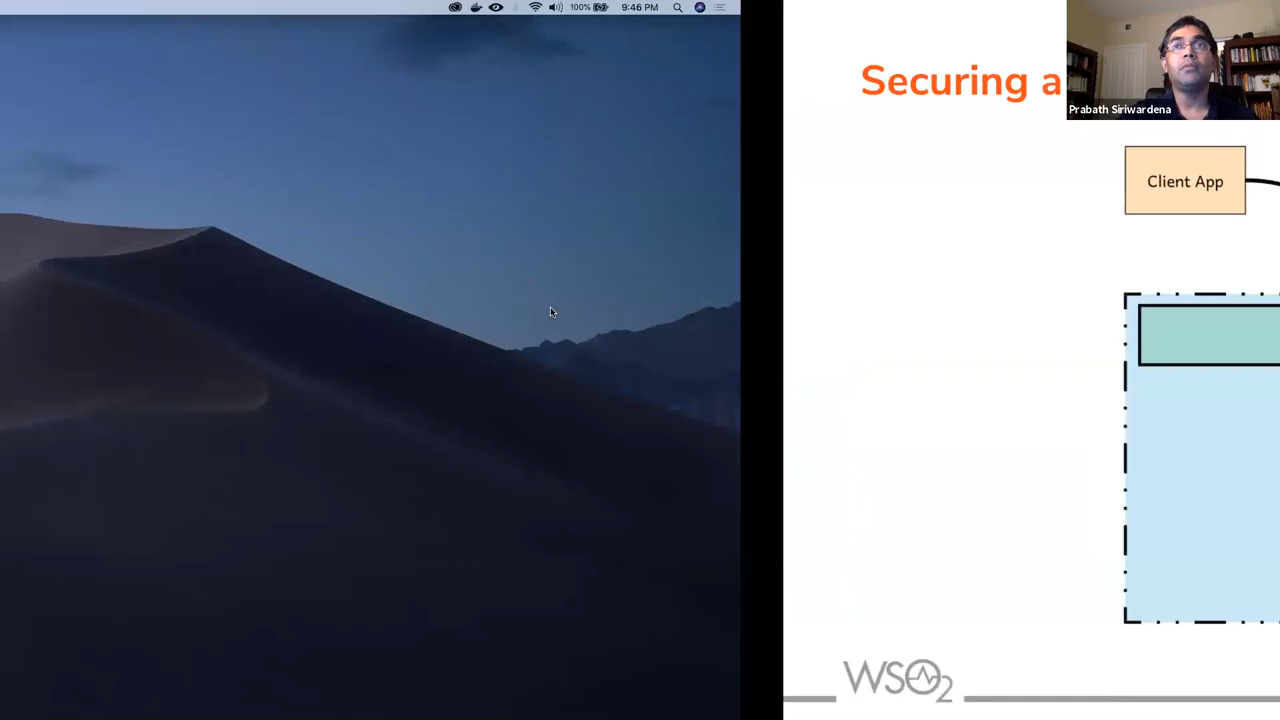 100% 9:46 PM
Securing a
Prabath Siriwardena
Client App
WSO2